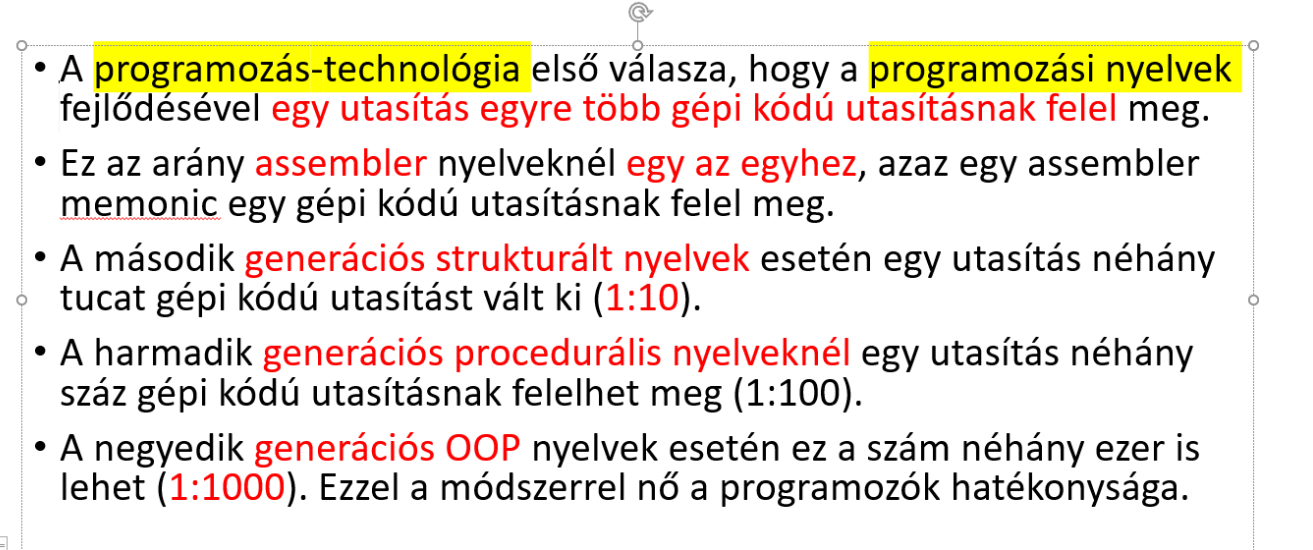 • A programozás-technológia első válasza, hogy a programozási nyelvek
fejlődésével egy utasítás egyre több gépi kódú utasításnak felel meg.
• Ez az arány assembler nyelveknél egy az egyhez, azaz egy assembler
memonic egy gépi kódú utasításnak felel meg.
• A második generációs strukturált nyelvek esetén egy utasítás néhány
tucat gépi kódú utasítást vált ki (1:10).
• A harmadik generációs procedurális nyelveknél egy utasítás néhány
száz gépi kódú utasításnak felelhet meg (1:100).
• A negyedik generációs OOP nyelvek esetén ez a szám néhány ezer is
lehet (1:1000). Ezzel a módszerrel nő a programozók hatékonysága.